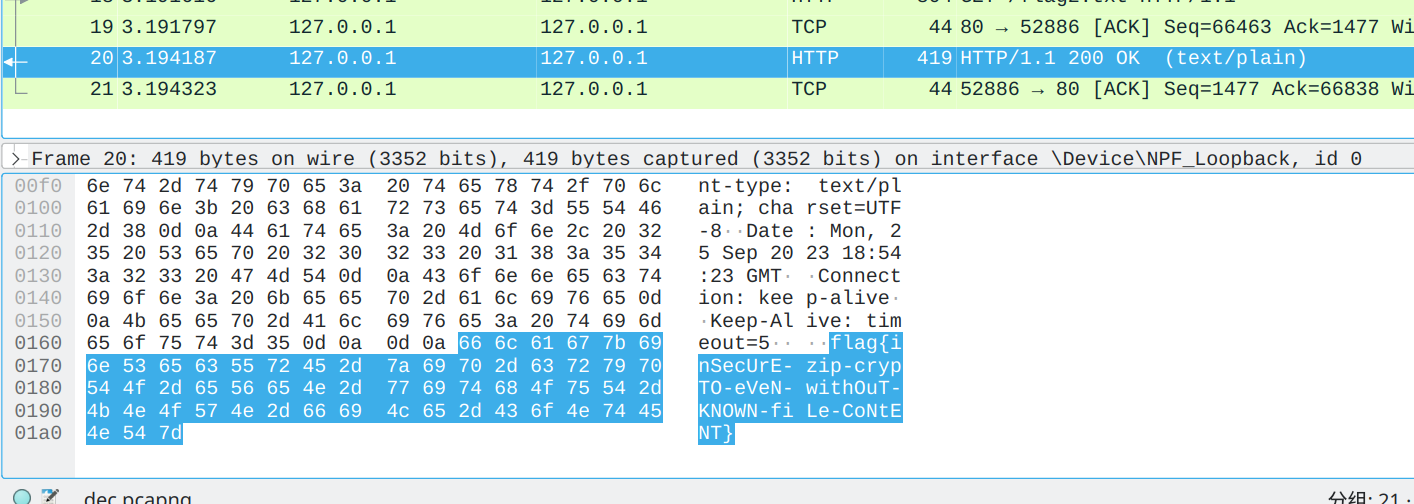 19 3.191797 127.0.0.1 127.0.0.1 TCP 44 80 → 52886 [ACK] Seq=66463 Ack=1477 Wi
20 3.194187 127.0.0.1 127.0.0.1 HTTP 419 HTTP/1.1 200 OK (text/plain)
21 3.194323 127.0.0.1 127.0.0.1 TCP 44 52886 → 80 [ACK] Seq=1477 Ack=66838 Wi
Frame 20: 419 bytes on wire (3352 bits), 419 bytes captured (3352 bits) on interface \Device\NPF_Loopback, id 0
00f0 6e 74 2d 74 79 70 65 3a 20 74 65 78 74 2f 70 6c nt-type: text/pl
0100 61 69 6e 3b 20 63 68 61 72 73 65 74 3d 55 54 46 ain; cha rset=UTF
0110 2d 38 0d 0a 44 61 74 65 3a 20 4d 6f 6e 2c 20 32 -8··Date : Mon, 2
0120 35 20 53 65 70 20 32 30 32 33 20 31 38 3a 35 34 5 Sep 20 23 18:54
0130 3a 32 33 20 47 4d 54 0d 0a 43 6f 6e 6e 65 63 74 :23 GMT· ·Connect
0140 69 6f 6e 3a 20 6b 65 65 70 2d 61 6c 69 76 65 0d ion: kee p-alive·
0150 0a 4b 65 65 70 2d 41 6c 69 76 65 3a 20 74 69 6d ·Keep-Al ive: tim
0160 65 6f 75 74 3d 35 0d 0a 0d 0a 66 6c 61 67 7b 69 eout=5·· ··flag{i
0170 6e 53 65 63 55 72 45 2d 7a 69 70 2d 63 72 79 70 nSecUrE- zip-cryp
0180 54 4f 2d 65 56 65 4e 2d 77 69 74 68 4f 75 54 2d TO-eVeN- withOuT-
0190 4b 4e 4f 57 4e 2d 66 69 4c 65 2d 43 6f 4e 74 45 KNOWN-fi Le-CoNtE
01a0 4e 54 7d NT}
dec.pcapng 分组: 21 ·